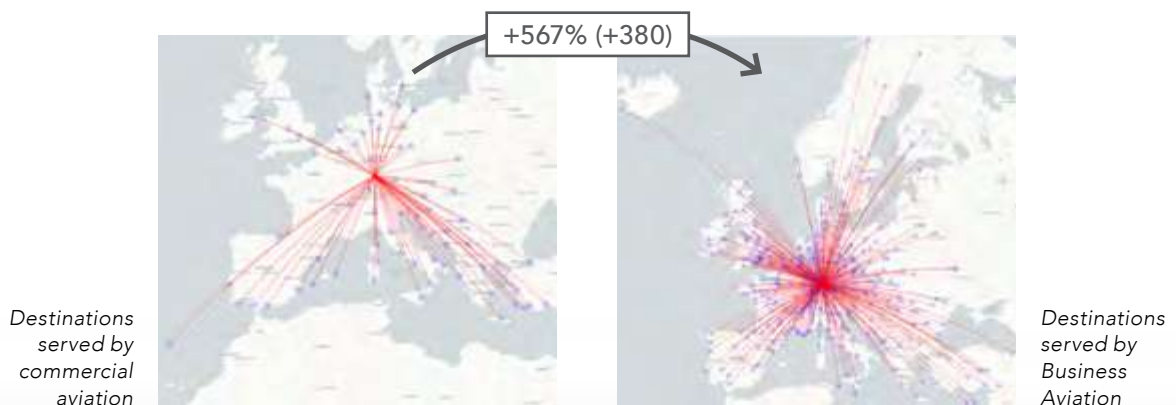 +567% (+380)
Destinations
served by
commercial
aviation
Destinations
served by
Business
Aviation